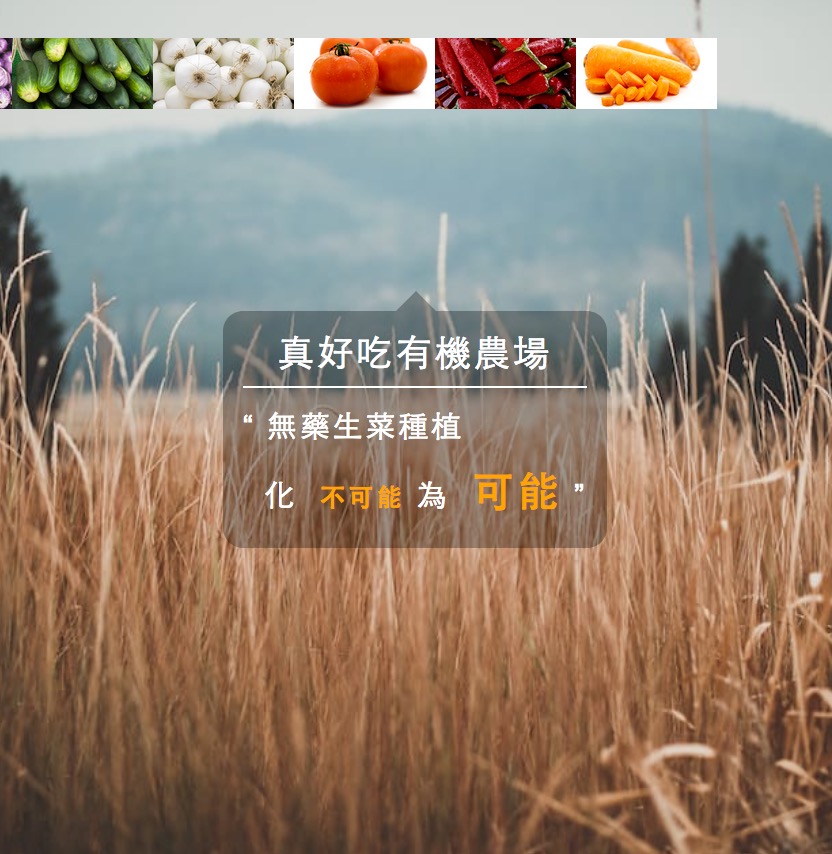 真好吃有機農場
“ 無藥生菜種植
化 不可能 為 可能 ”